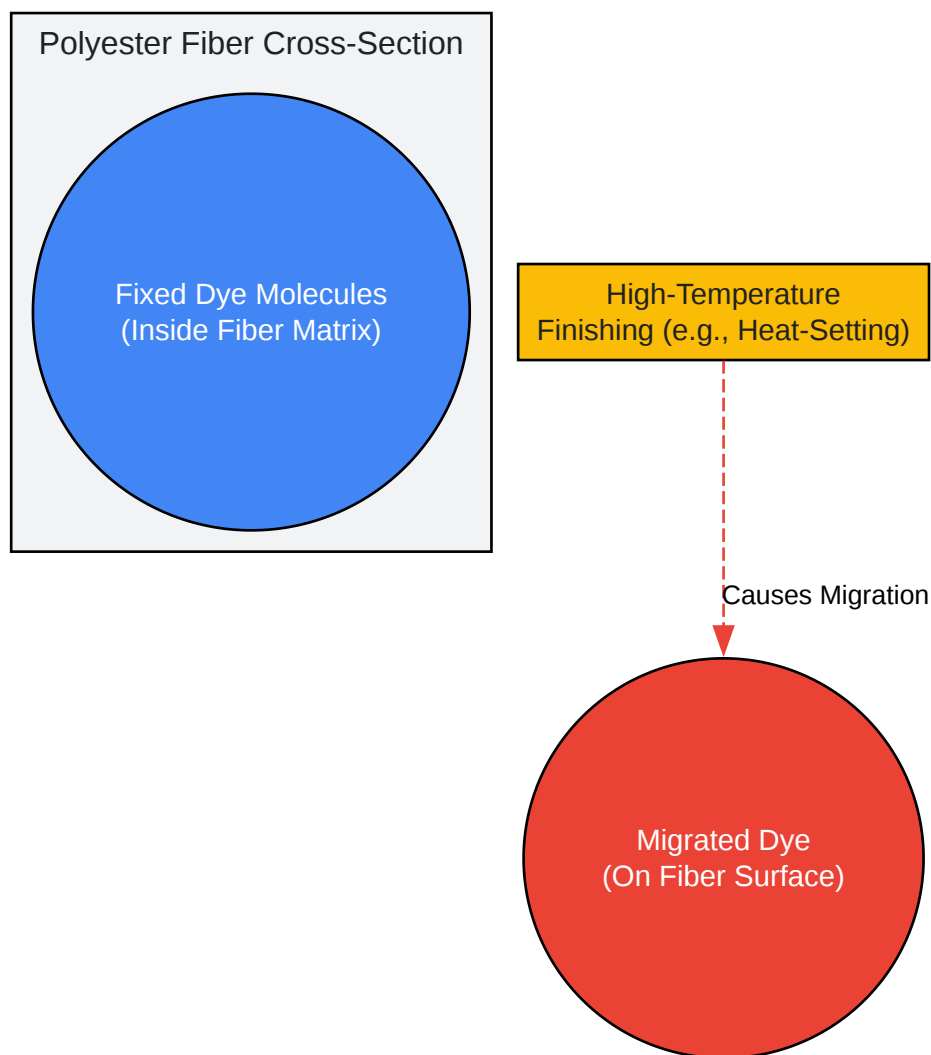 Polyester Fiber Cross-Section
Fixed Dye Molecules
(Inside Fiber Matrix)
High-Temperature
Finishing (e.g., Heat-Setting)
Causes Migration
Migrated Dye
(On Fiber Surface)